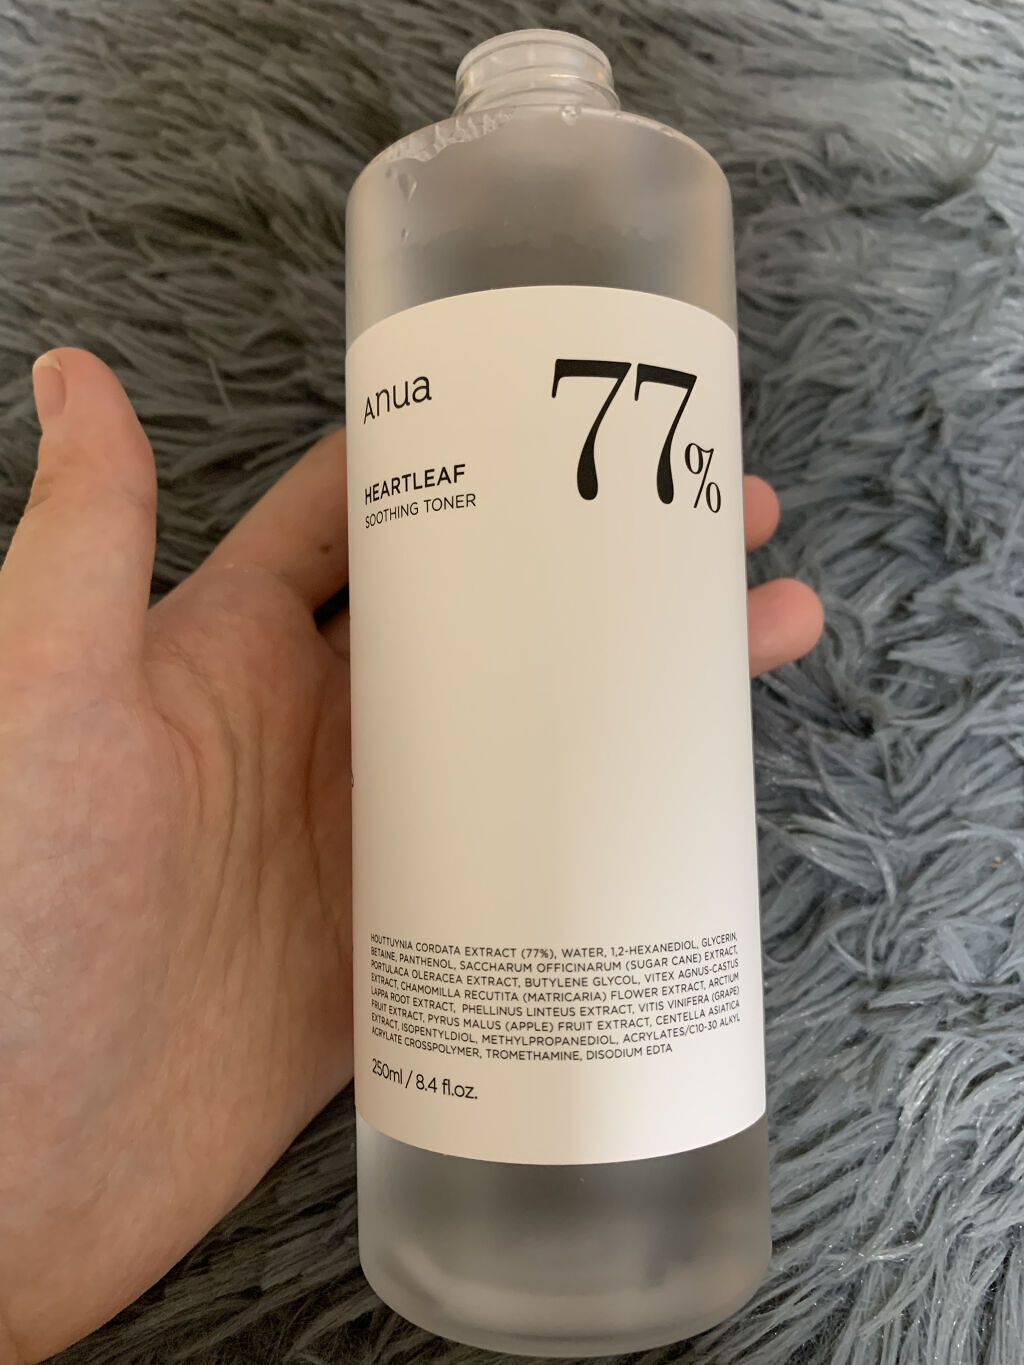 Anua
77%
HEARTLEAF
SOOTHING TONER
HOUTTUYNIA CORDATA EXTRACT (77%), WATER, 1,2-HEXANEDIOL, GLYCERIN,
BETAINE, PANTHENOL, SACCHARUM OFFICINARUM (SUGAR CANE) EXTRACT,
PORTULACA OLERACEA EXTRACT, BUTYLENE GLYCOL, VITEX AGNUS-CASTUS
EXTRACT, CHAMOMILLA RECUTITA (MATRICARIA) FLOWER EXTRACT, ARCTIUM
LAPPA ROOT EXTRACT, PHELLINUS LINTEUS EXTRACT, VITIS VINIFERA (GRAPE)
FRUIT EXTRACT, PYRUS MALUS (APPLE) FRUIT EXTRACT, CENTELLA ASIATICA
EXTRACT, ISOPENTYLDIOL, METHYLPROPANEDIOL, ACRYLATES/C10-30 ALKYL
ACRYLATE CROSSPOLYMER, TROMETHAMINE, DISODIUM EDTA
250ml / 8.4 fl.oz.